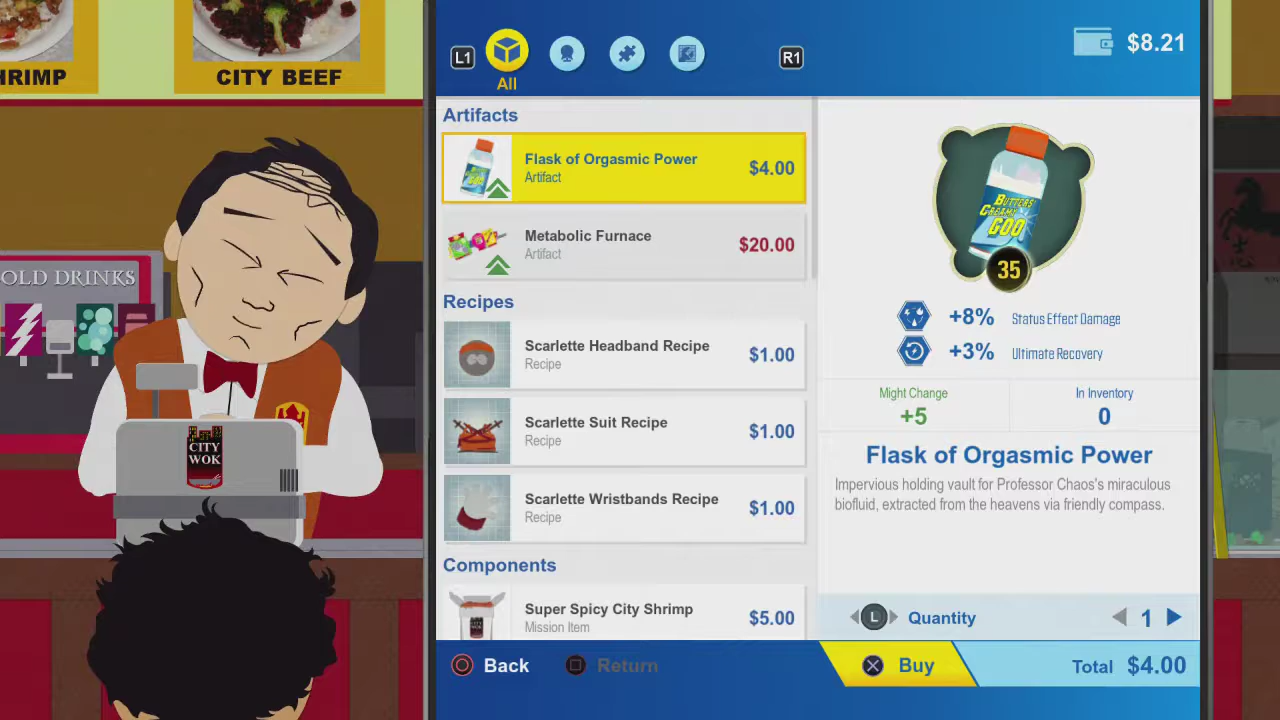 HRIMP
CITY BEEF
OLD DRINKS
CITY
WOK
L1
R1
All
$8.21
Artifacts
Flask of Orgasmic Power
Artifact
$4.00
Metabolic Furnace
Artifact
$20.00
Recipes
Scarlette Headband Recipe
Recipe
$1.00
Scarlette Suit Recipe
Recipe
$1.00
Scarlette Wristbands Recipe
Recipe
$1.00
Components
Super Spicy City Shrimp
Mission Item
$5.00
BUTTERS'
CREAMY
GOO
35
+8% Status Effect Damage
+3% Ultimate Recovery
Might Change
+5
In Inventory
0
Flask of Orgasmic Power
Impervious holding vault for Professor Chaos's miraculous
biofluid, extracted from the heavens via friendly compass.
L Quantity 1
Back
Return
Buy
Total $4.00